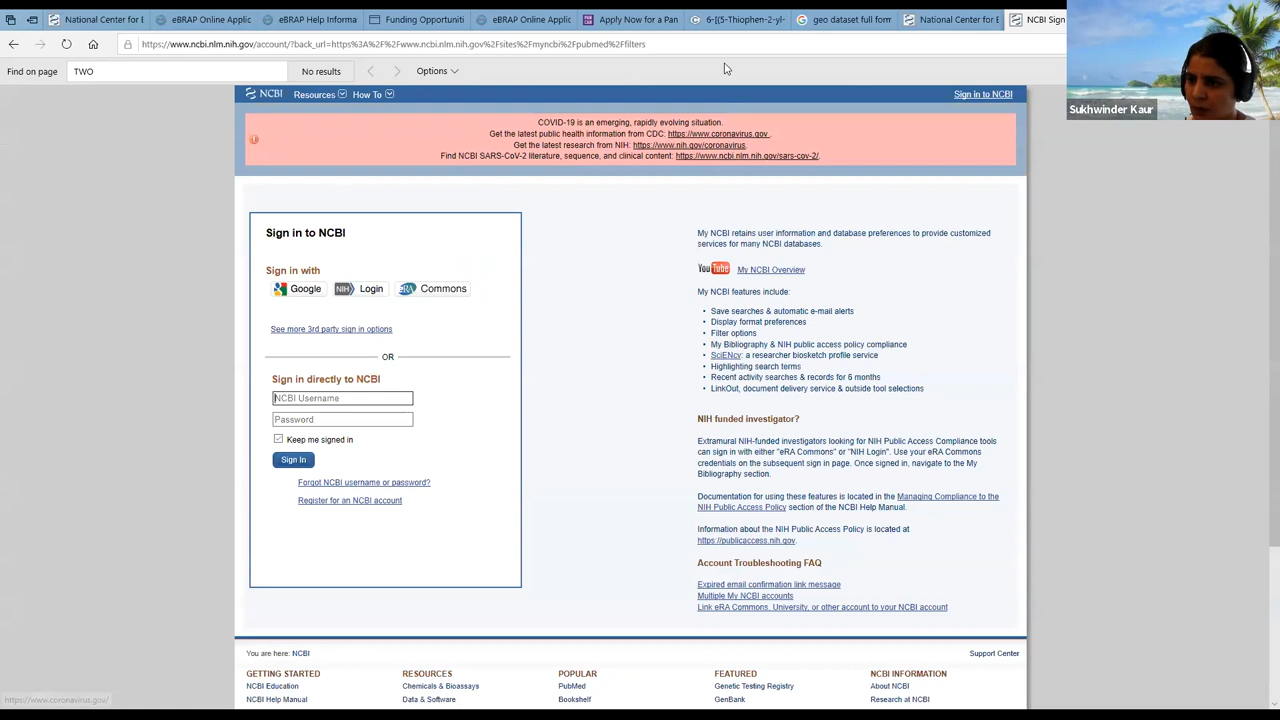 National Center for B
eBRAP Online Applic
eBRAP Help Informa
Funding Opportuniti
eBRAP Online Applic
Apply Now for a Pan
6-[(5-Thiophen-2-yl-
geo dataset full form
National Center for B
NCBI Sign
https://www.ncbi.nlm.nih.gov/account/?back_url=https%3A%2F%2Fwww.ncbi.nlm.nih.gov%2Fsites%2Fmyncbi%2Fpubmed%2Ffilters
Find on page
TWO
No results
Options
Sukhwinder Kaur
NCBI
Resources
How To
Sign in to NCBI
COVID-19 is an emerging, rapidly evolving situation.
Get the latest public health information from CDC: https://www.coronavirus.gov .
Get the latest research from NIH: https://www.nih.gov/coronavirus.
Find NCBI SARS-CoV-2 literature, sequence, and clinical content: https://www.ncbi.nlm.nih.gov/sars-cov-2/.
Sign in to NCBI
Sign in with
Google
NIH
Login
eRA
Commons
See more 3rd party sign in options
OR
Sign in directly to NCBI
NCBI Username
Password
Keep me signed in
Sign In
Forgot NCBI username or password?
Register for an NCBI account
My NCBI retains user information and database preferences to provide customized
services for many NCBI databases.
YouTube
My NCBI Overview
My NCBI features include:
• Save searches & automatic e-mail alerts
• Display format preferences
• Filter options
• My Bibliography & NIH public access policy compliance
• SciENcv: a researcher biosketch profile service
• Highlighting search terms
• Recent activity searches & records for 6 months
• LinkOut, document delivery service & outside tool selections
NIH funded investigator?
Extramural NIH-funded investigators looking for NIH Public Access Compliance tools
can sign in with either "eRA Commons" or "NIH Login". Use your eRA Commons
credentials on the subsequent sign in page. Once signed in, navigate to the My
Bibliography section.
Documentation for using these features is located in the Managing Compliance to the
NIH Public Access Policy section of the NCBI Help Manual.
Information about the NIH Public Access Policy is located at
https://publicaccess.nih.gov.
Account Troubleshooting FAQ
Expired email confirmation link message
Multiple My NCBI accounts
Link eRA Commons, University, or other account to your NCBI account
You are here: NCBI
Support Center
GETTING STARTED
NCBI Education
NCBI Help Manual
RESOURCES
Chemicals & Bioassays
Data & Software
POPULAR
PubMed
Bookshelf
FEATURED
Genetic Testing Registry
GenBank
NCBI INFORMATION
About NCBI
Research at NCBI
https://www.coronavirus.gov/